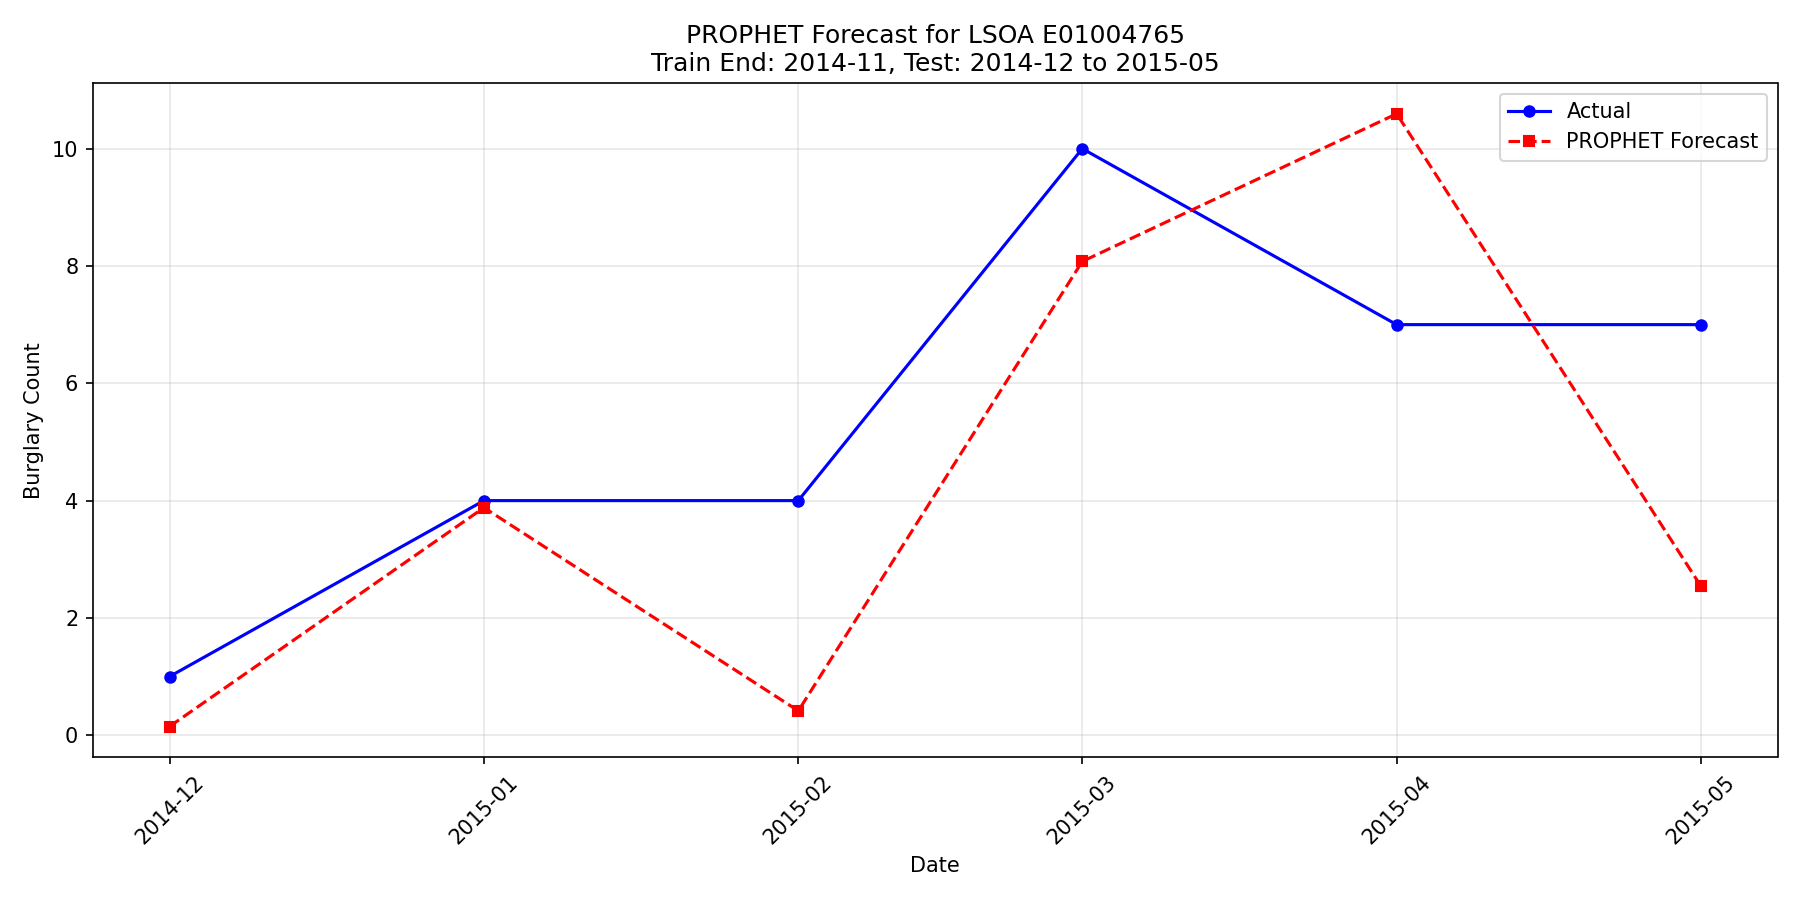 PROPHET Forecast for LSOA E01004765
Train End: 2014-11, Test: 2014-12 to 2015-05
Actual
PROPHET Forecast
Burglary Count
10
8
6
4
2
0
2014-12
2015-01
2015-02
2015-03
2015-04
2015-05
Date